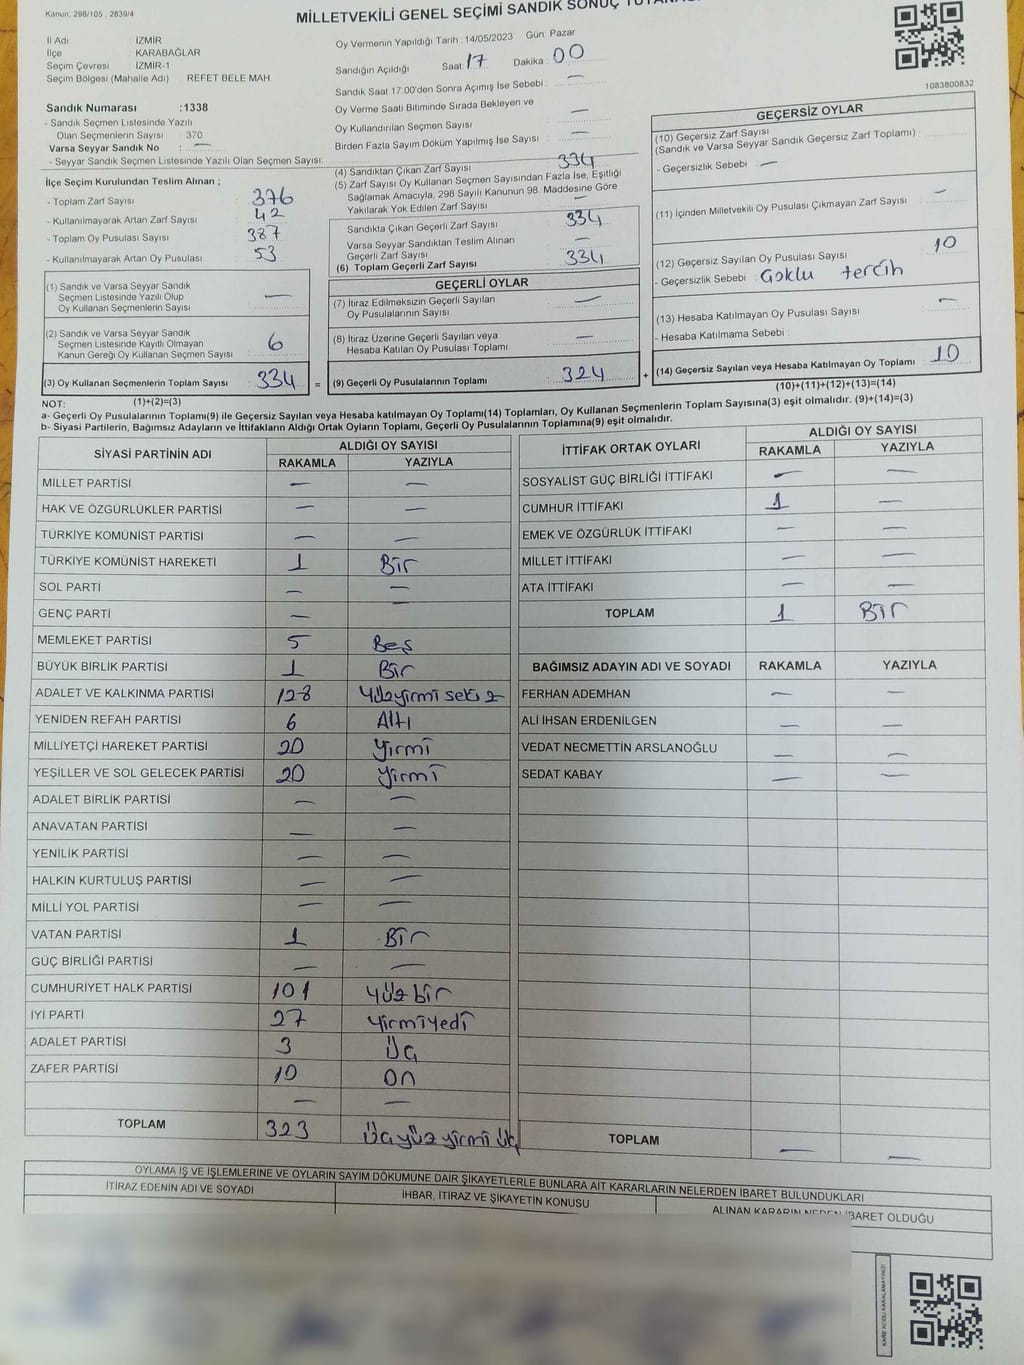 Kanun: 298/105 , 2839/4
MİLLETVEKİLİ GENEL SEÇİMİ SANDIK SONUÇ
İl Adı : İZMİR
İlçe : KARABAĞLAR
Seçim Çevresi : İZMİR-1
Seçim Bölgesi (Mahalle Adı) : REFET BELE MAH.
Oy Vermenin Yapıldığı Tarih : 14/05/2023 Gün: Pazar
Sandığın Açıldığı Saat: 17 Dakika : 00
Sandık Saat 17:00'den Sonra Açımış İse Sebebi : —
Oy Verme Saati Bitiminde Sırada Bekleyen ve
Oy Kullandırılan Seçmen Sayısı —
Birden Fazla Sayım Döküm Yapılmış İse Sayısı : —
1083800832
Sandık Numarası :1338
- Sandık Seçmen Listesinde Yazılı
Olan Seçmenlerin Sayısı 370
Varsa Seyyar Sandık No : —
- Seyyar Sandık Seçmen Listesinde Yazılı Olan Seçmen Sayısı:
İlçe Seçim Kurulundan Teslim Alınan ;
- Toplam Zarf Sayısı : 376
- Kullanılmayarak Artan Zarf Sayısı : 42
- Toplam Oy Pusulası Sayısı : 387
- Kullanılmayarak Artan Oy Pusulası : 53
(4) Sandıktan Çıkan Zarf Sayısı 334
(5) Zarf Sayısı Oy Kullanan Seçmen Sayısından Fazla İse, Eşitliği
Sağlamak Amacıyla, 298 Sayılı Kanunun 98. Maddesine Göre
Yakılarak Yok Edilen Zarf Sayısı —
Sandıkta Çıkan Geçerli Zarf Sayısı 334
Varsa Seyyar Sandıktan Teslim Alınan
Geçerli Zarf Sayısı —
(6) Toplam Geçerli Zarf Sayısı 334
GEÇERSİZ OYLAR
(10) Geçersiz Zarf Sayısı
(Sandık ve Varsa Seyyar Sandık Geçersiz Zarf Toplamı) :
- Geçersizlik Sebebi —
(11) İçinden Milletvekili Oy Pusulası Çıkmayan Zarf Sayısı —
(12) Geçersiz Sayılan Oy Pusulası Sayısı 10
- Geçersizlik Sebebi : Goklu tercih
(13) Hesaba Katılmayan Oy Pusulası Sayısı —
- Hesaba Katılmama Sebebi :
(14) Geçersiz Sayılan veya Hesaba Katılmayan Oy Toplamı 10
(10)+(11)+(12)+(13)=(14)
(1) Sandık ve Varsa Seyyar Sandık
Seçmen Listesinde Yazılı Olup
Oy Kullanan Seçmenlerin Sayısı —
(2) Sandık ve Varsa Seyyar Sandık
Seçmen Listesinde Kayıtlı Olmayan
Kanun Gereği Oy Kullanan Seçmen Sayısı 6
(3) Oy Kullanan Seçmenlerin Toplam Sayısı 334 =
(1)+(2)=(3)
GEÇERLİ OYLAR
(7) İtiraz Edilmeksizin Geçerli Sayılan
Oy Pusulalarının Sayısı —
(8) İtiraz Üzerine Geçerli Sayılan veya
Hesaba Katılan Oy Pusulası Toplamı —
(9) Geçerli Oy Pusulalarının Toplamı : 324 +
NOT:
a- Geçerli Oy Pusulalarının Toplamı(9) ile Geçersiz Sayılan veya Hesaba katılmayan Oy Toplamı(14) Toplamları, Oy Kullanan Seçmenlerin Toplam Sayısına(3) eşit olmalıdır. (9)+(14)=(3)
b- Siyasi Partilerin, Bağımsız Adayların ve İttifakların Aldığı Ortak Oyların Toplamı, Geçerli Oy Pusulalarının Toplamına(9) eşit olmalıdır.
SİYASİ PARTİNİN ADI ALDIĞI OY SAYISI
RAKAMLA YAZIYLA
MİLLET PARTİSİ — —
HAK VE ÖZGÜRLÜKLER PARTİSİ — —
TÜRKİYE KOMÜNİST PARTİSİ — —
TÜRKİYE KOMÜNİST HAREKETİ 1 Bir
SOL PARTİ — —
GENÇ PARTİ — —
MEMLEKET PARTİSİ 5 Beş
BÜYÜK BİRLİK PARTİSİ 1 Bir
ADALET VE KALKINMA PARTİSİ 128 Yüzyirmi sekiz
YENİDEN REFAH PARTİSİ 6 Altı
MİLLİYETÇİ HAREKET PARTİSİ 20 yirmi
YEŞİLLER VE SOL GELECEK PARTİSİ 20 yirmi
ADALET BİRLİK PARTİSİ — —
ANAVATAN PARTİSİ — —
YENİLİK PARTİSİ — —
HALKIN KURTULUŞ PARTİSİ — —
MİLLİ YOL PARTİSİ — —
VATAN PARTİSİ 1 Bir
GÜÇ BİRLİĞİ PARTİSİ — —
CUMHURİYET HALK PARTİSİ 101 yüz bir
İYİ PARTİ 27 yirmiyedi
ADALET PARTİSİ 3 Üç
ZAFER PARTİSİ 10 On
— —
TOPLAM 323 Üçyüz yirmi üç
İTTİFAK ORTAK OYLARI ALDIĞI OY SAYISI
RAKAMLA YAZIYLA
SOSYALİST GÜÇ BİRLİĞİ İTTİFAKI — —
CUMHUR İTTİFAKI 1 —
EMEK VE ÖZGÜRLÜK İTTİFAKI — —
MİLLET İTTİFAKI — —
ATA İTTİFAKI — —
TOPLAM 1 Bir
BAĞIMSIZ ADAYIN ADI VE SOYADI RAKAMLA YAZIYLA
FERHAN ADEMHAN — —
ALİ İHSAN ERDENİLGEN — —
VEDAT NECMETTİN ARSLANOĞLU — —
SEDAT KABAY — —
TOPLAM — —
OYLAMA İŞ VE İŞLEMLERİNE VE OYLARIN SAYIM DÖKÜMÜNE DAİR ŞİKAYETLERLE BUNLARA AİT KARARLARIN NELERDEN İBARET BULUNDUKLARI
İTİRAZ EDENİN ADI VE SOYADI İHBAR, İTİRAZ VE ŞİKAYETİN KONUSU ALINAN KARARIN NEDEN İBARET OLDUĞU